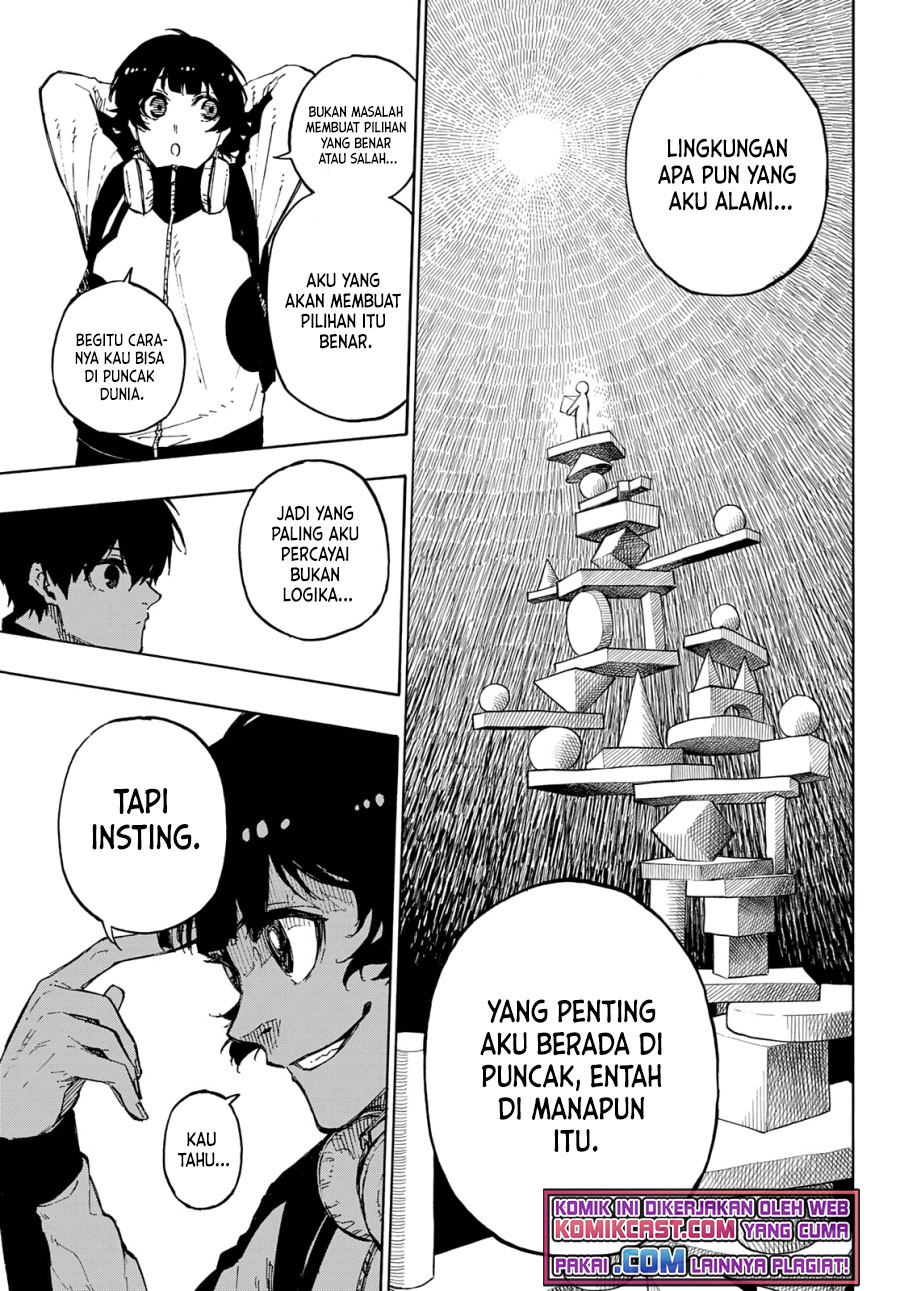 LINGKUNGAN
APA PUN YANG
AKU ALAMI...
YANG PENTING
AKU BERADA DI
PUNCAK, ENTAH
DI MANAPUN
ITU.
BUKAN MASALAH
MEMBUAT PILIHAN
YANG BENAR
ATAU SALAH...
AKU YANG
AKAN MEMBUAT
PILIHAN ITU
BENAR.
BEGITU CARA-
NYA KAU BISA
DI PUNCAK
DUNIA.
JADI YANG
PALING AKU
PERCAYAI
BUKAN
LOGIKA...
TAPI
INSTING.
KAU
TAHU...
KOMIK INI DIKERJAKAN OLEH WEB
KOMIKCAST.COM YANG CUMA
PAKAI .COM LAINNYA PLAGIAT!